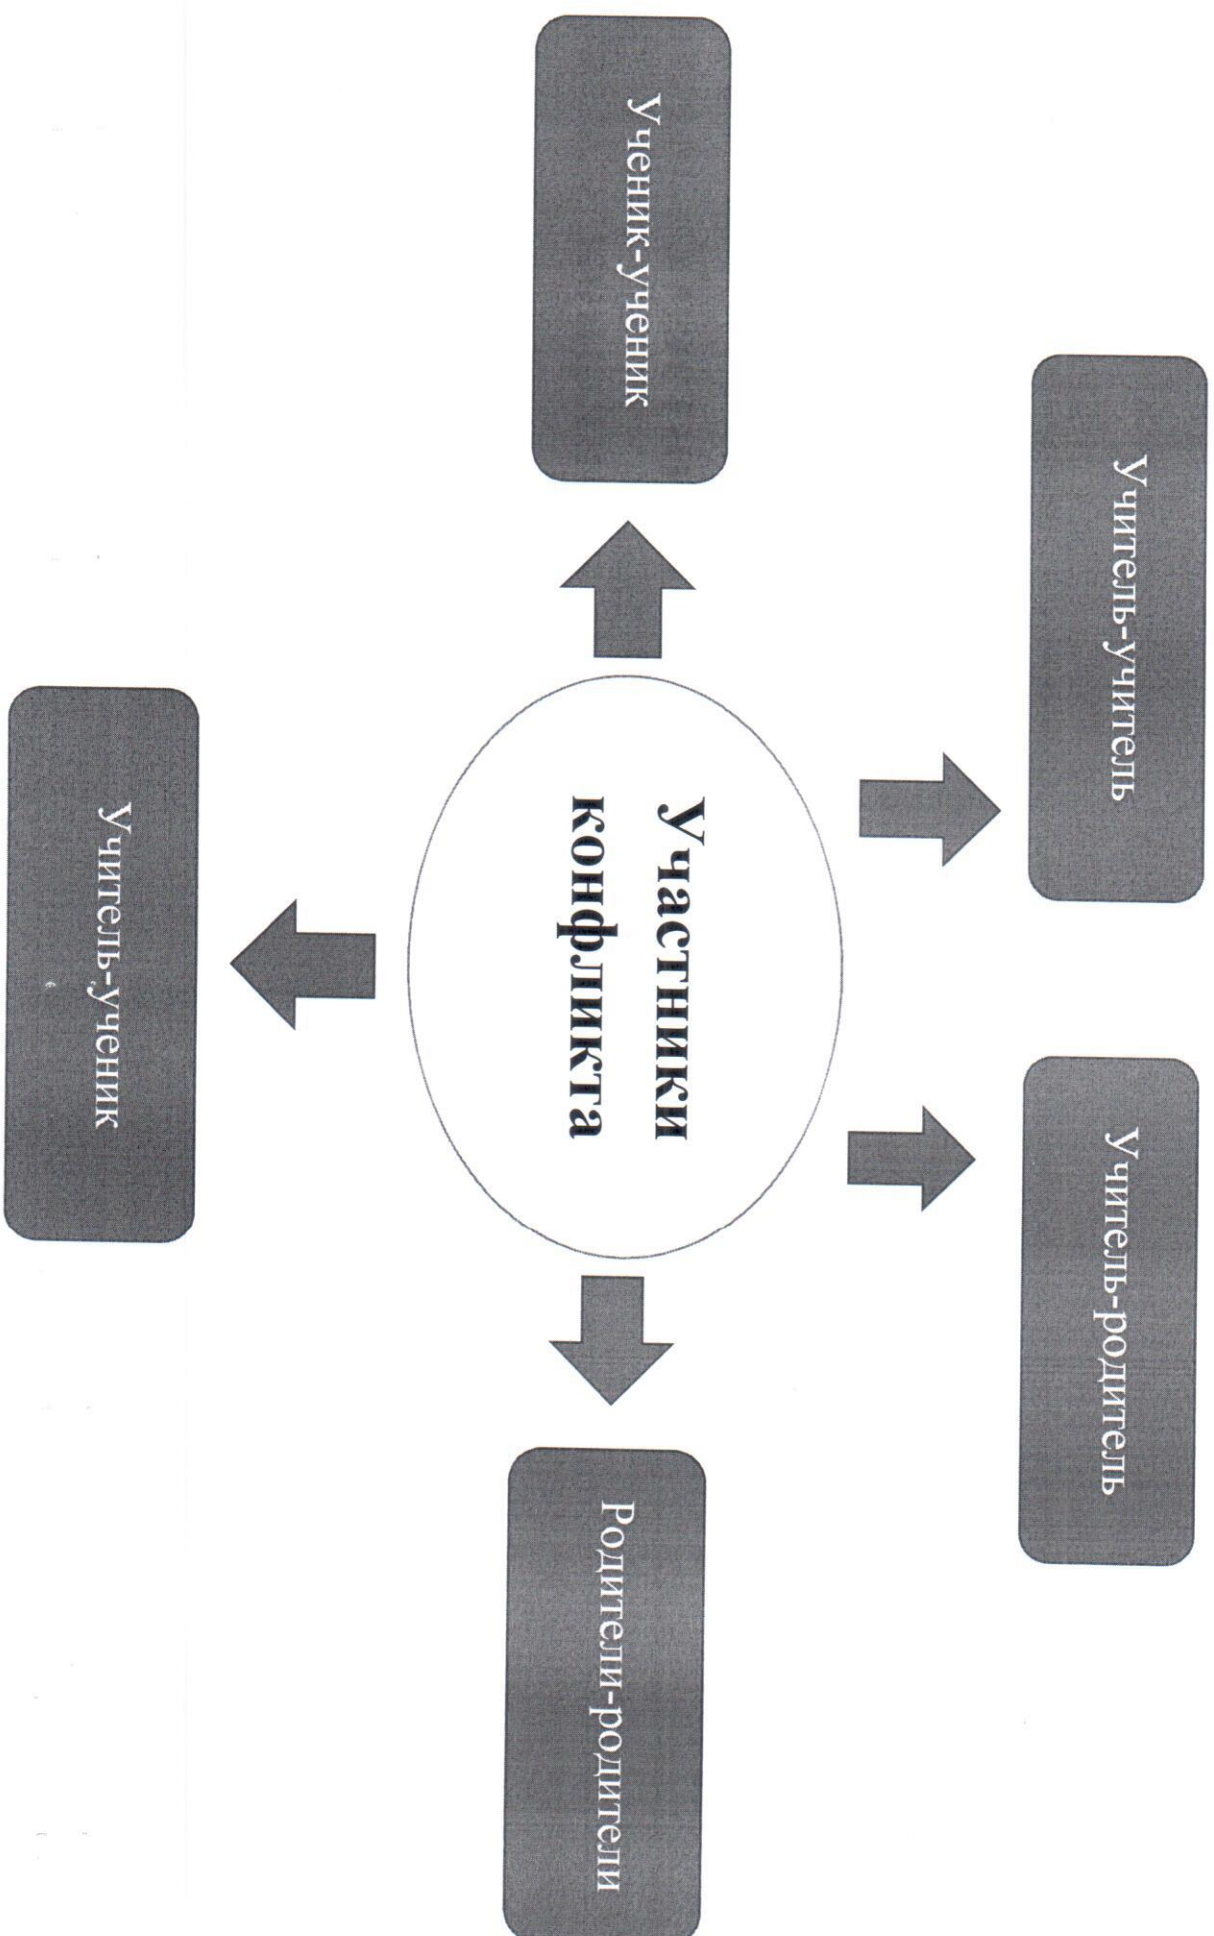 Учитель-учитель
Учитель-родитель
Ученик-ученик
Участники
конфликта
Родители-родители
Учитель-ученик